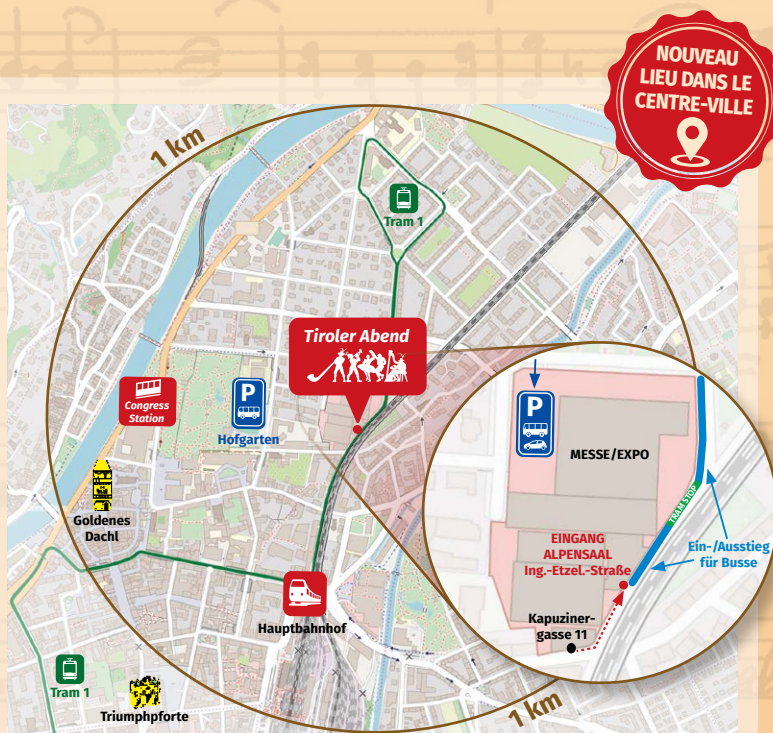 NOUVEAU
LIEU DANS LE
CENTRE-VILLE
1 km
Tram 1
Tiroler Abend
Congress
Station
P
Hofgarten
Goldenes
Dachl
Hauptbahnhof
Tram 1
Triumphpforte
1 km
P
MESSE/EXPO
TRAM STOP
EINGANG
ALPENSAAL
Ing.-Etzel.-Straße
Ein-/Ausstieg
für Busse
Kapuziner-
gasse 11